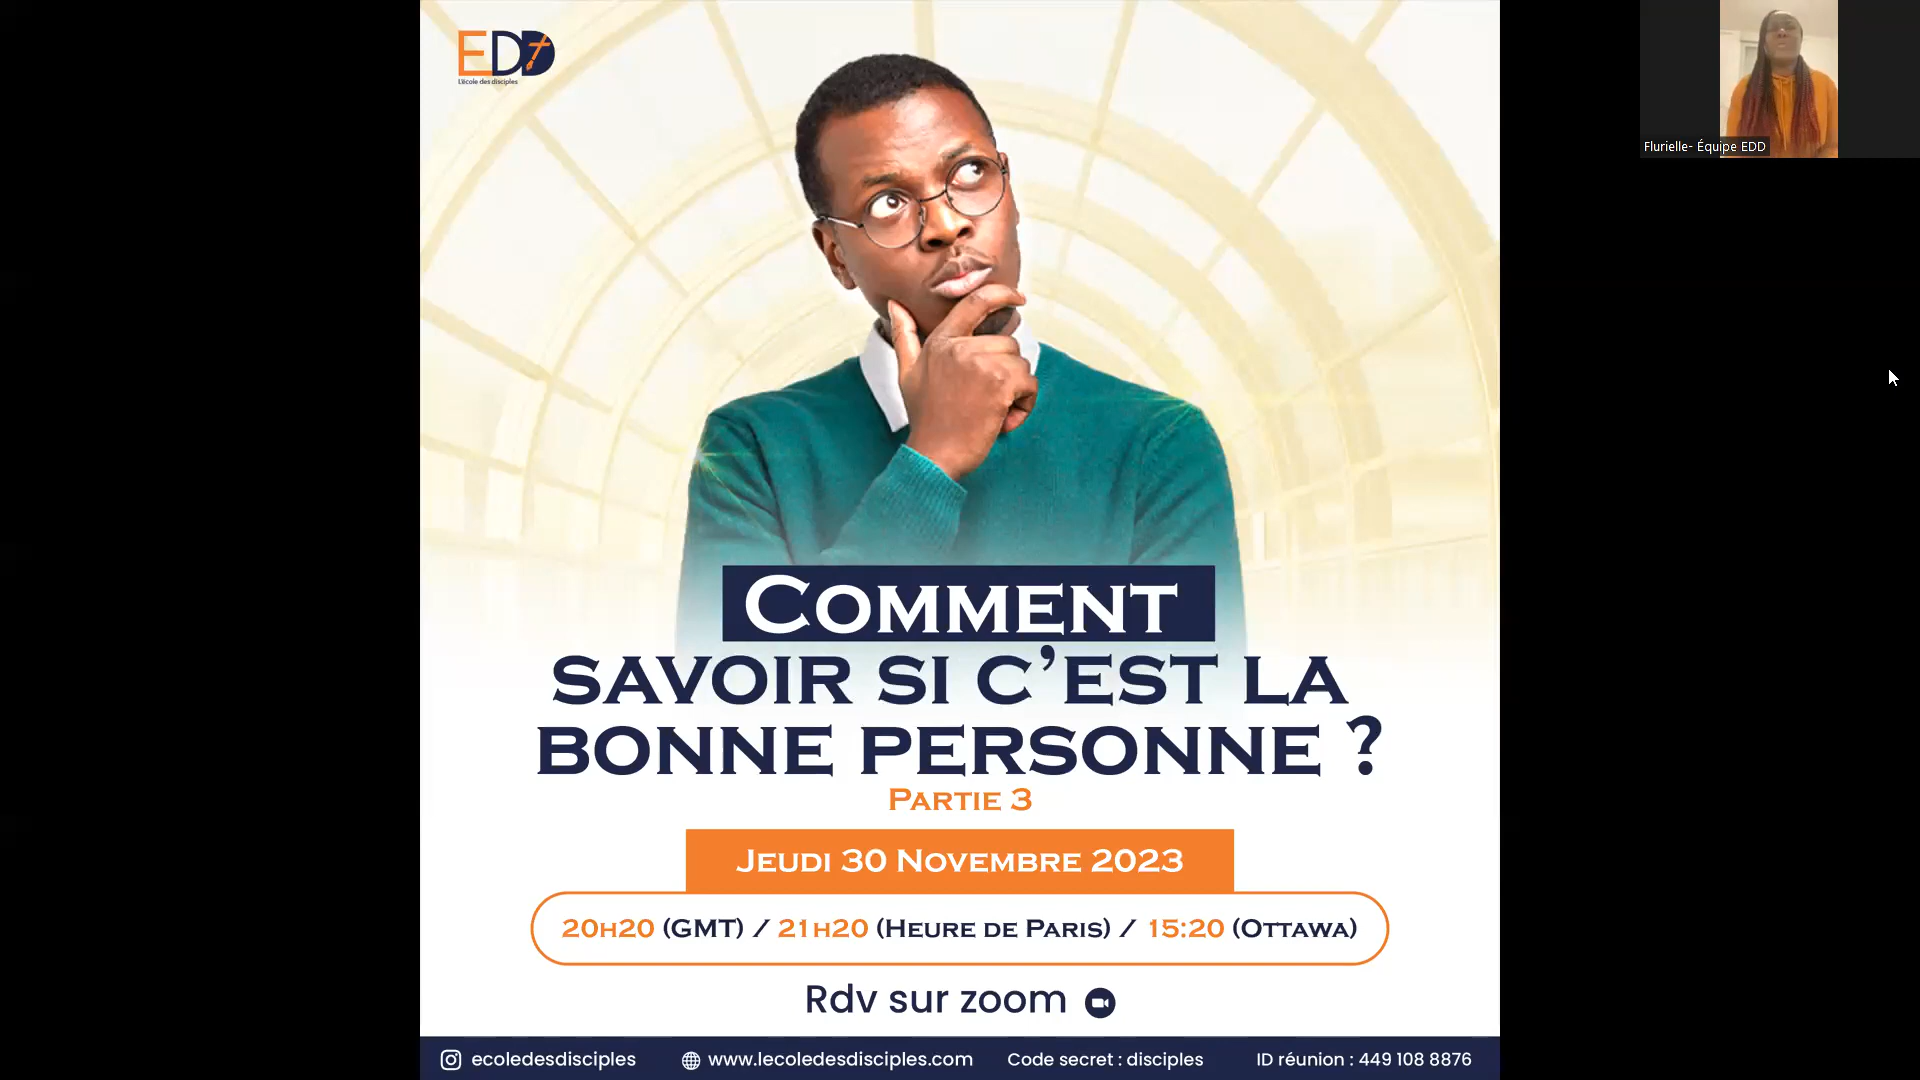 EDD
L'école des disciples
Flurielle- Équipe EDD
COMMENT
SAVOIR SI C'EST LA
BONNE PERSONNE ?
PARTIE 3
JEUDI 30 NOVEMBRE 2023
20H20 (GMT) / 21H20 (HEURE DE PARIS) / 15:20 (OTTAWA)
Rdv sur zoom
ecoledesdisciples www.lecoledesdisciples.com Code secret : disciples ID réunion : 449 108 8876